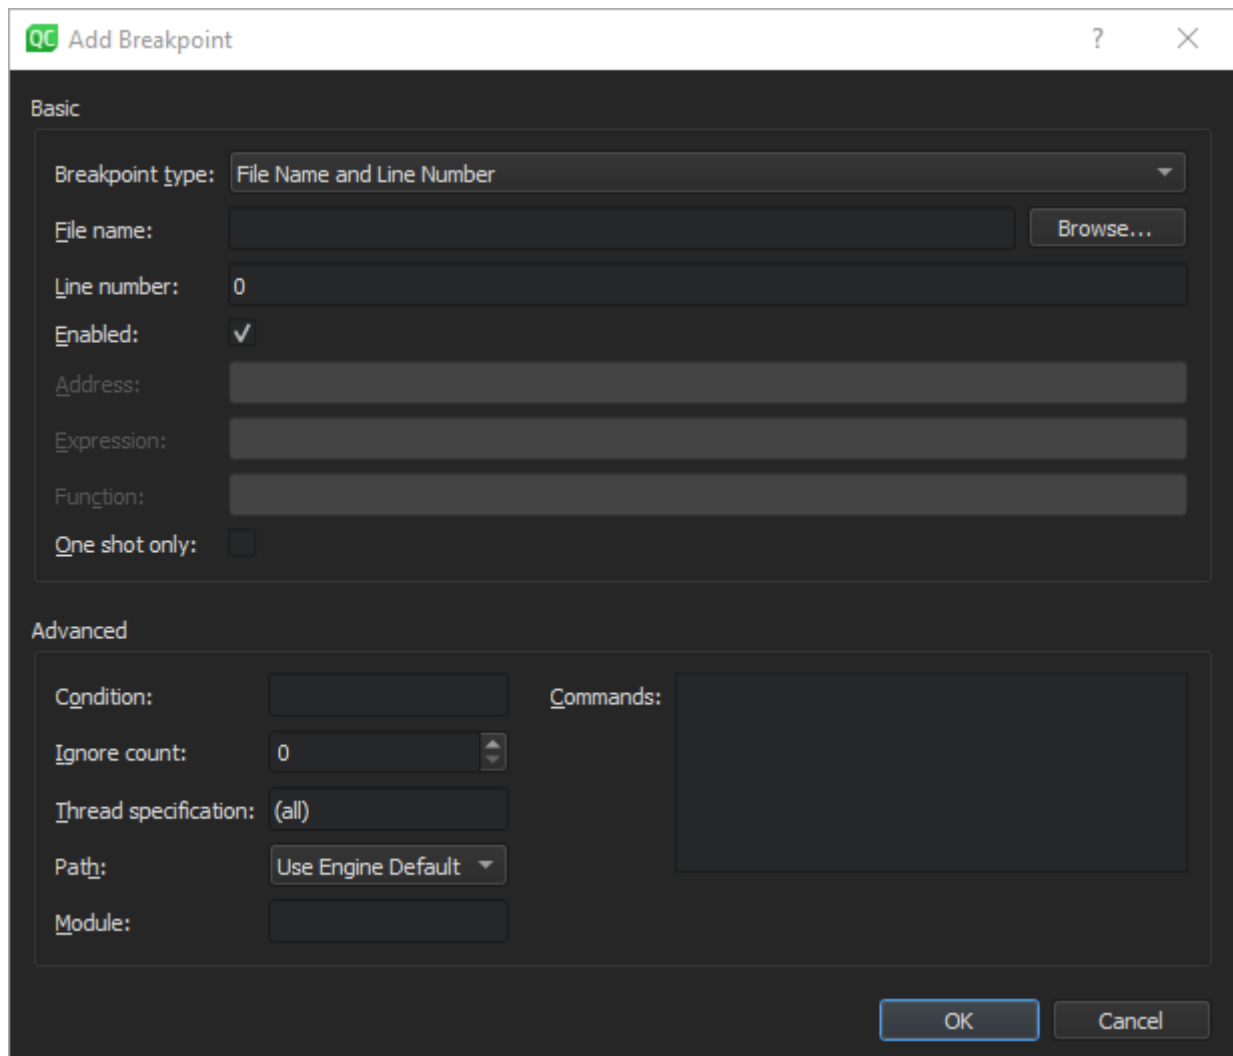 QC Add Breakpoint ?
Basic
Breakpoint type: File Name and Line Number
File name: Browse...
Line number: 0
Enabled:
Address:
Expression:
Function:
One shot only:
Advanced
Condition: Commands:
Ignore count: 0
Thread specification: (all)
Path: Use Engine Default
Module:
OK Cancel